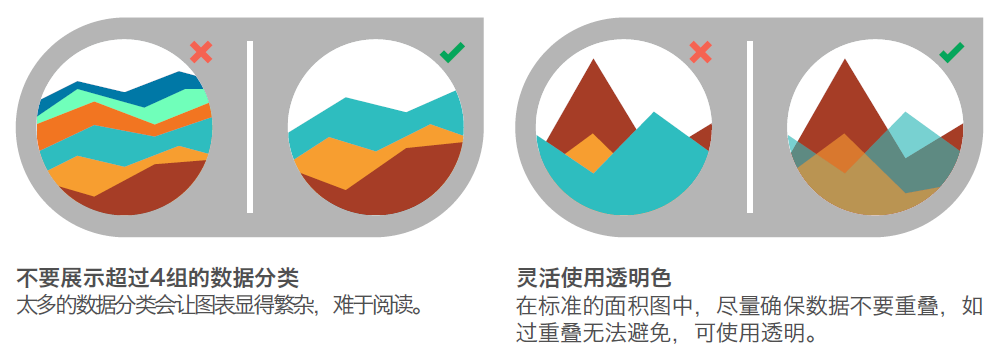 不要展示超过4组的数据分类
太多的数据分类会让图表显得繁杂，难于阅读。
灵活使用透明色
在标准的面积图中，尽量确保数据不要重叠，如
过重叠无法避免，可使用透明。